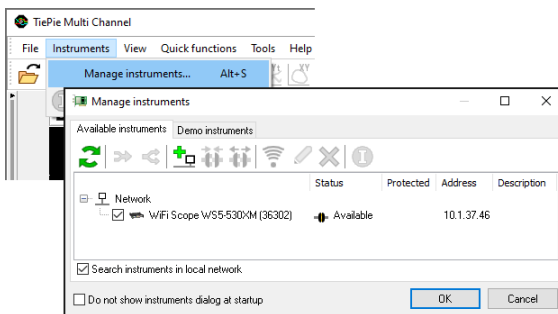 TiePie Multi Channel
File Instruments View Quick functions Tools Help
Manage instruments... Alt+S
Manage instruments
Available instruments Demo instruments
Status Protected Address Description
Network
WiFi Scope WS5-530XM (36302) Available 10.1.37.46
Search instruments in local network
Do not show instruments dialog at startup OK Cancel